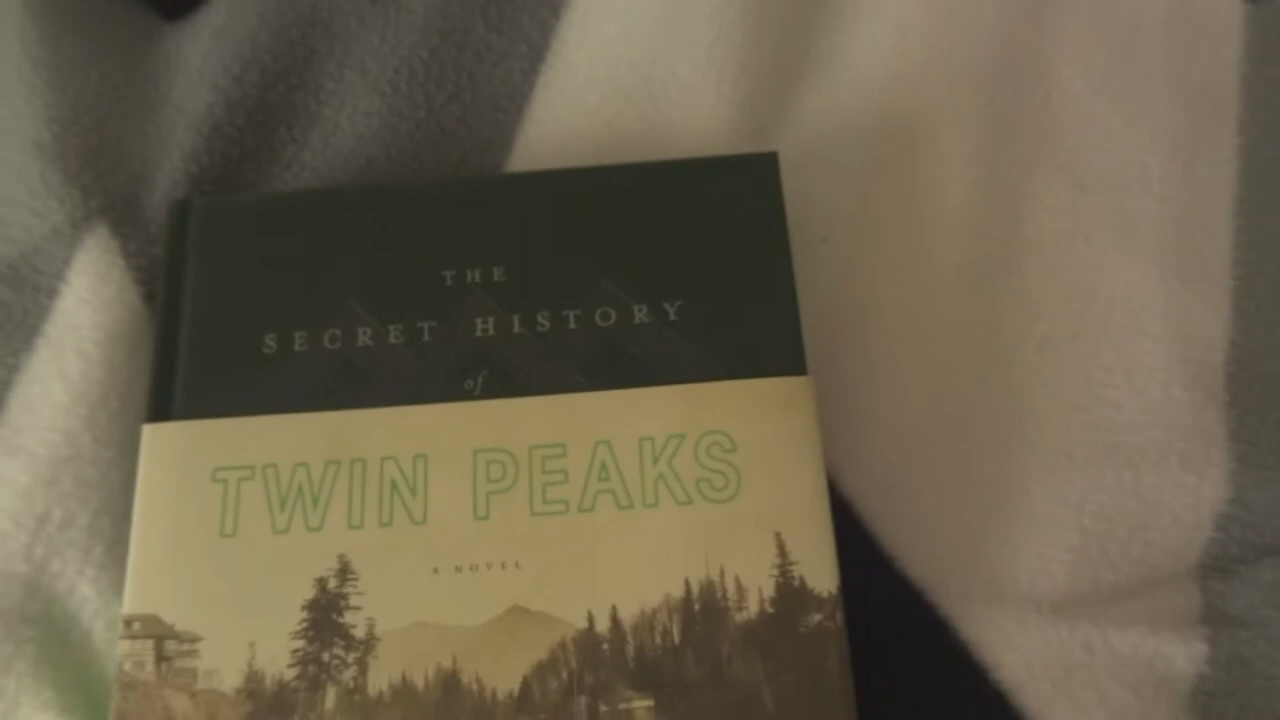 THE
SECRET HISTORY
of
TWIN PEAKS
A NOVEL